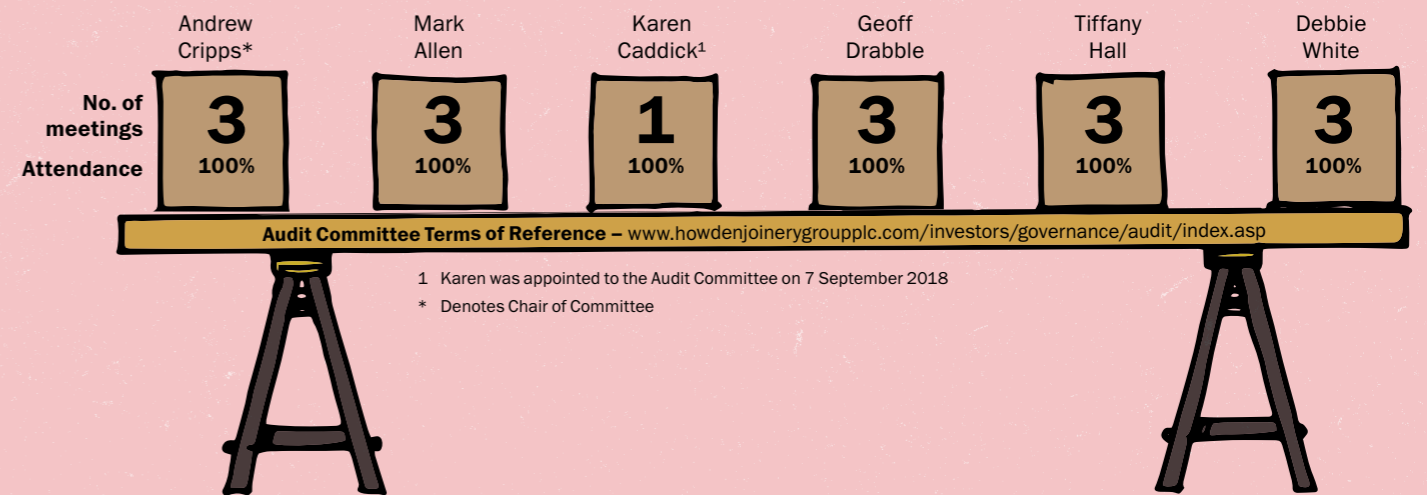 Andrew Cripps*
Mark Allen
Karen Caddick¹
Geoff Drabble
Tiffany Hall
Debbie White
No. of meetings
3 3 1 3 3 3
Attendance
100% 100% 100% 100% 100% 100%
Audit Committee Terms of Reference – www.howdenjoinerygroupplc.com/investors/governance/audit/index.asp
1 Karen was appointed to the Audit Committee on 7 September 2018
* Denotes Chair of Committee